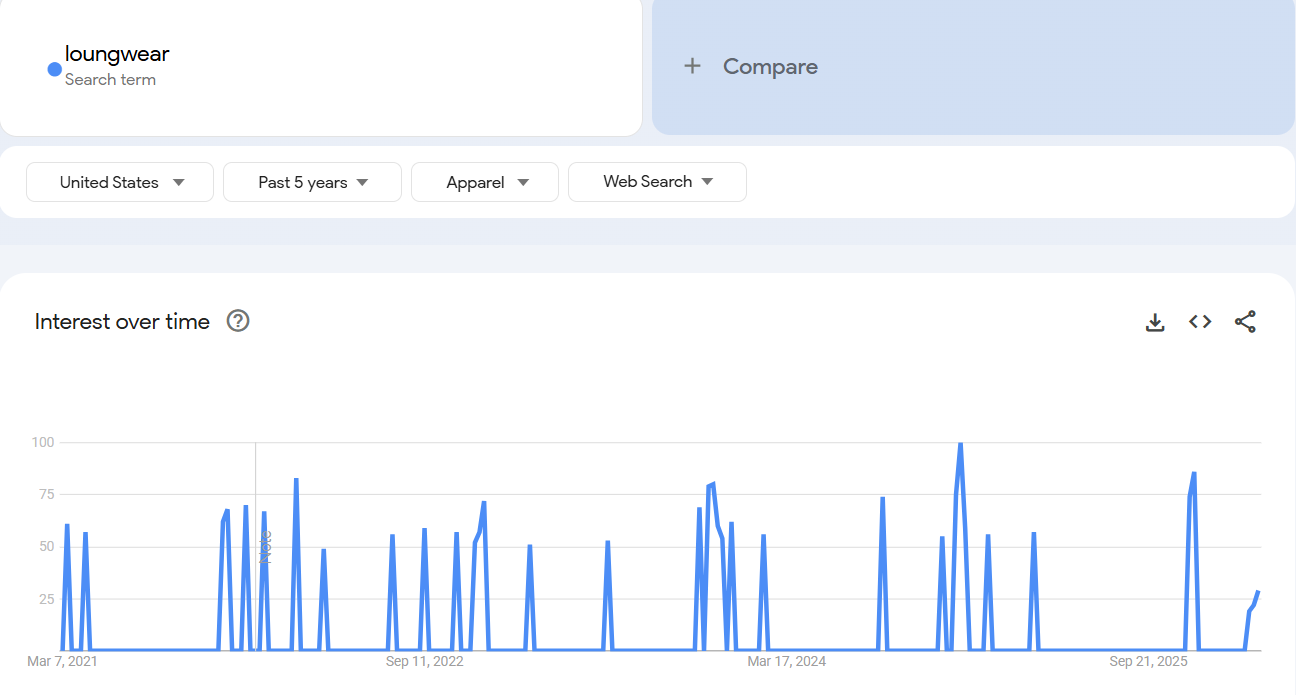 loungwear
Search term
+ Compare
United States
Past 5 years
Apparel
Web Search
Interest over time
?
100
75
50
25
Note
Mar 7, 2021
Sep 11, 2022
Mar 17, 2024
Sep 21, 2025